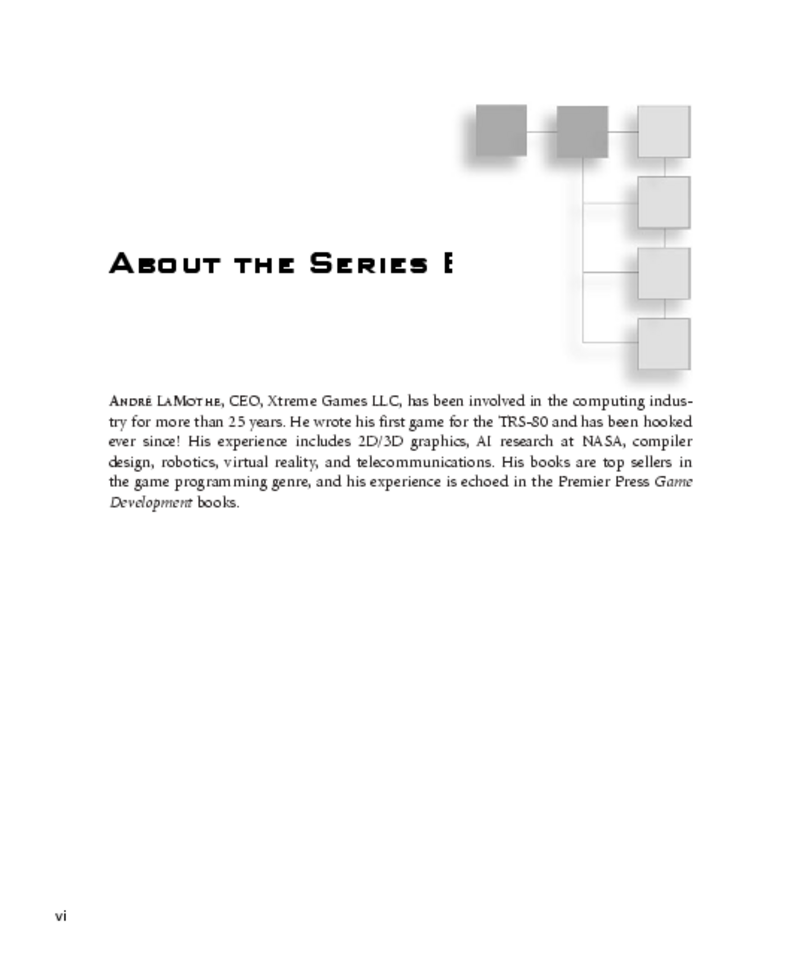 About the Series E
André LaMothe, CEO, Xtreme Games LLC, has been involved in the computing indus-
try for more than 25 years. He wrote his first game for the TRS-80 and has been hooked
ever since! His experience includes 2D/3D graphics, AI research at NASA, compiler
design, robotics, virtual reality, and telecommunications. His books are top sellers in
the game programming genre, and his experience is echoed in the Premier Press Game
Development books.
vi